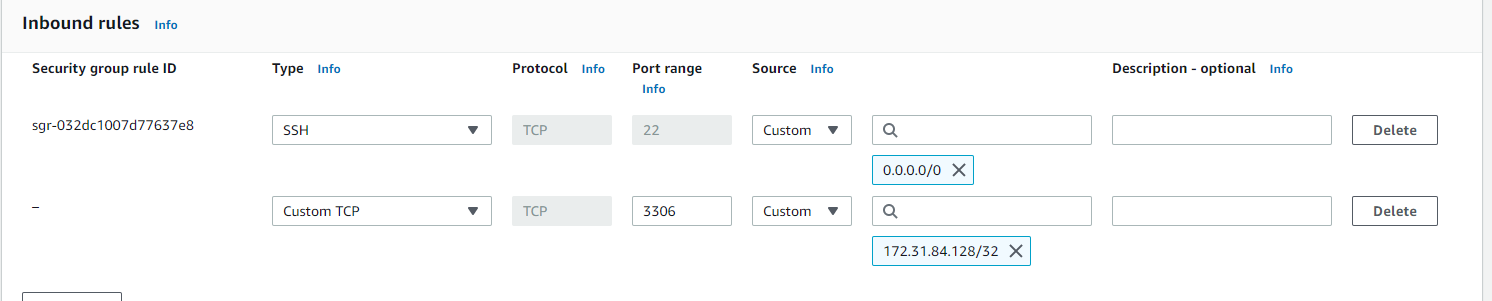 Inbound rules Info
Security group rule ID Type Info Protocol Info Port range Info Source Info Description - optional Info
sgr-032dc1007d77637e8 SSH TCP 22 Custom Delete
0.0.0.0/0
– Custom TCP TCP 3306 Custom Delete
172.31.84.128/32